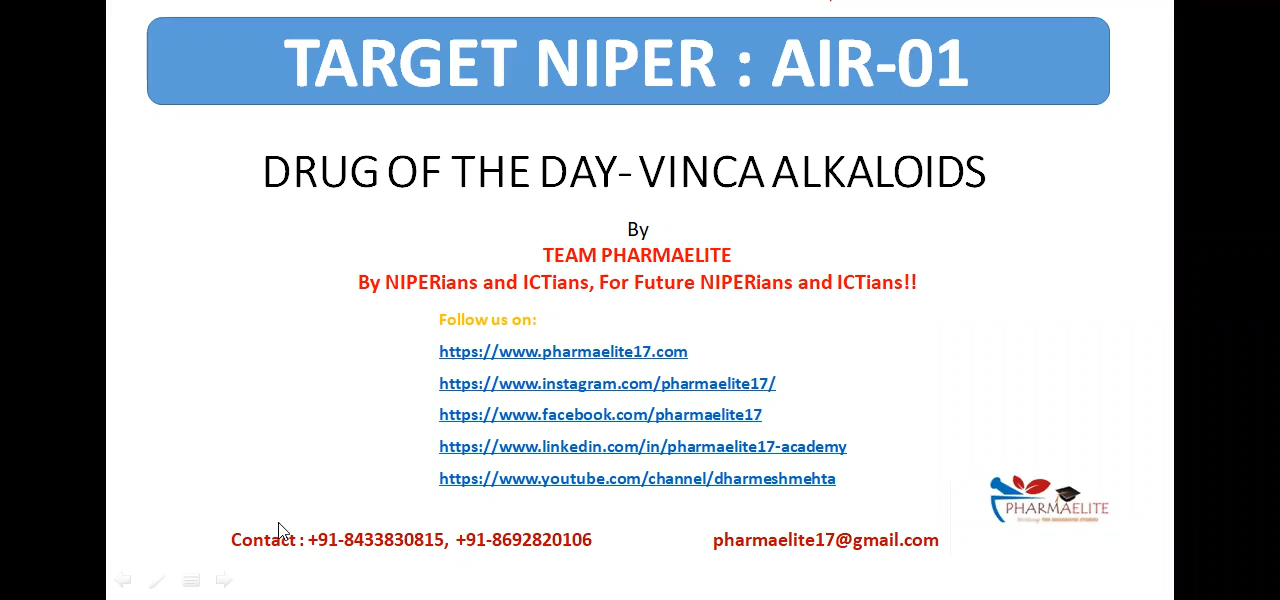 TARGET NIPER : AIR-01
DRUG OF THE DAY- VINCA ALKALOIDS
By
TEAM PHARMAELITE
By NIPERians and ICTians, For Future NIPERians and ICTians!!
Follow us on:
https://www.pharmaelite17.com
https://www.instagram.com/pharmaelite17/
https://www.facebook.com/pharmaelite17
https://www.linkedin.com/in/pharmaelite17-academy
https://www.youtube.com/channel/dharmeshmehta
PHARMAELITE
Contact : +91-8433830815, +91-8692820106 pharmaelite17@gmail.com